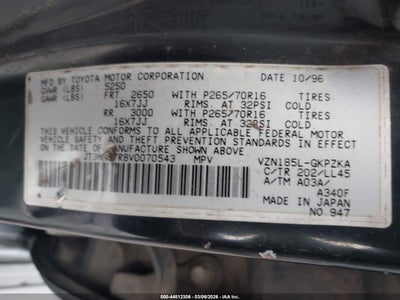 MFD BY TOYOTA MOTOR CORPORATION DATE 10/96
GVWR (LBS) 5250
GAWR (LBS) FRT. 2650 WITH P265/70R16 TIRES
16X7JJ RIMS. AT 32PSI COLD
RR 3000 WITH P265/70R16 TIRES
16X7JJ RIMS. AT 32PSI COLD
THIS VEHICLE CONFORMS TO ALL APPLICABLE FEDERAL MOTOR
VEHICLE SAFETY AND THEFT PREVENTION STANDARDS IN
EFFECT ON THE DATE OF MANUFACTURE SHOWN ABOVE.
MPV VZN185L-GKPZKA
C/TR 202/LL45
A/TM A03A/
A340F
MADE IN JAPAN
NO.947
000-44612306 - 03/06/2026 - IAA, Inc.